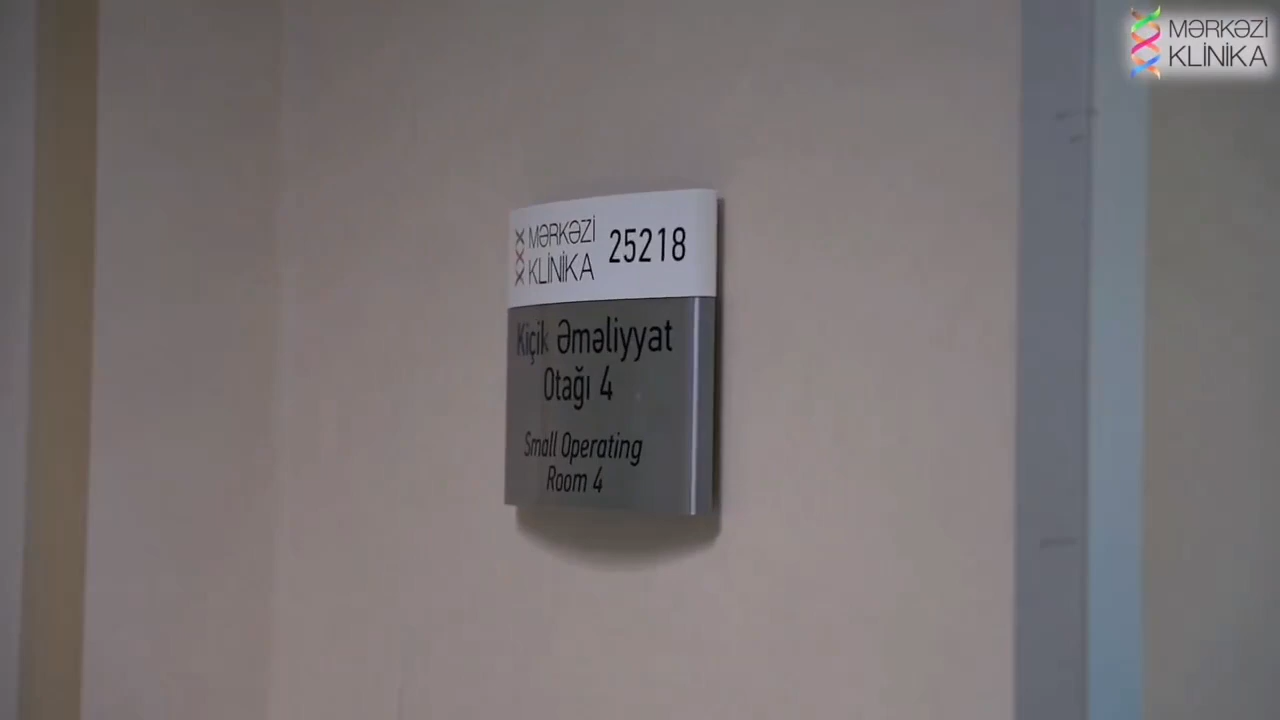 MƏRKƏZİ
KLİNİKA
MƏRKƏZİ
KLİNİKA
25218
Kiçik Əməliyyat
Otağı 4
Small Operating
Room 4